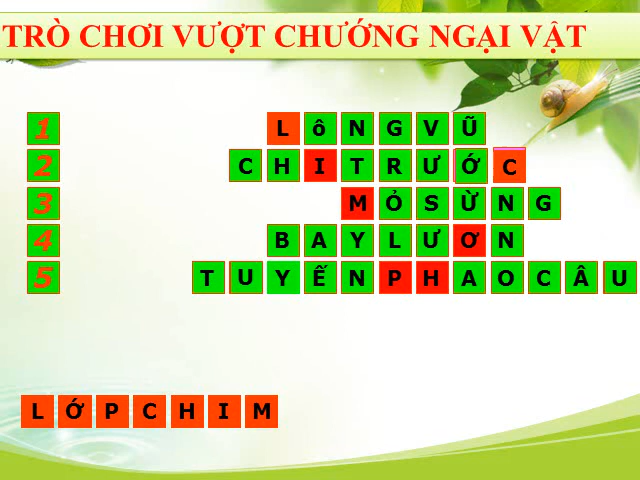 TRÒ CHƠI VƯỢT CHƯỚNG NGẠI VẬT
1 L ô N G V Ũ
2 C H I T R Ư Ớ C
3 M Ỏ S Ừ N G
4 B A Y L Ư Ơ N
5 T U Y Ế N P H A O C Â U
L Ớ P C H I M